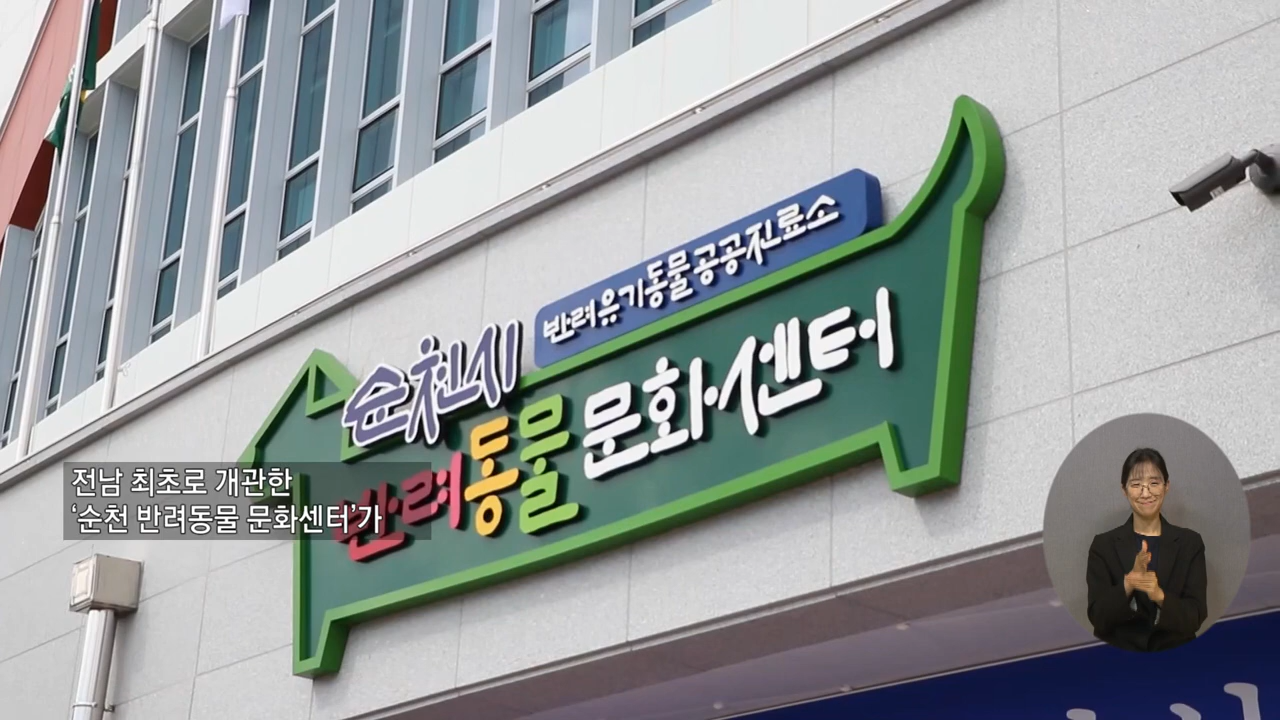 반려유기동물공공진료소
순천시
반려동물 문화센터
전남 최초로 개관한
‘순천 반려동물 문화센터’가